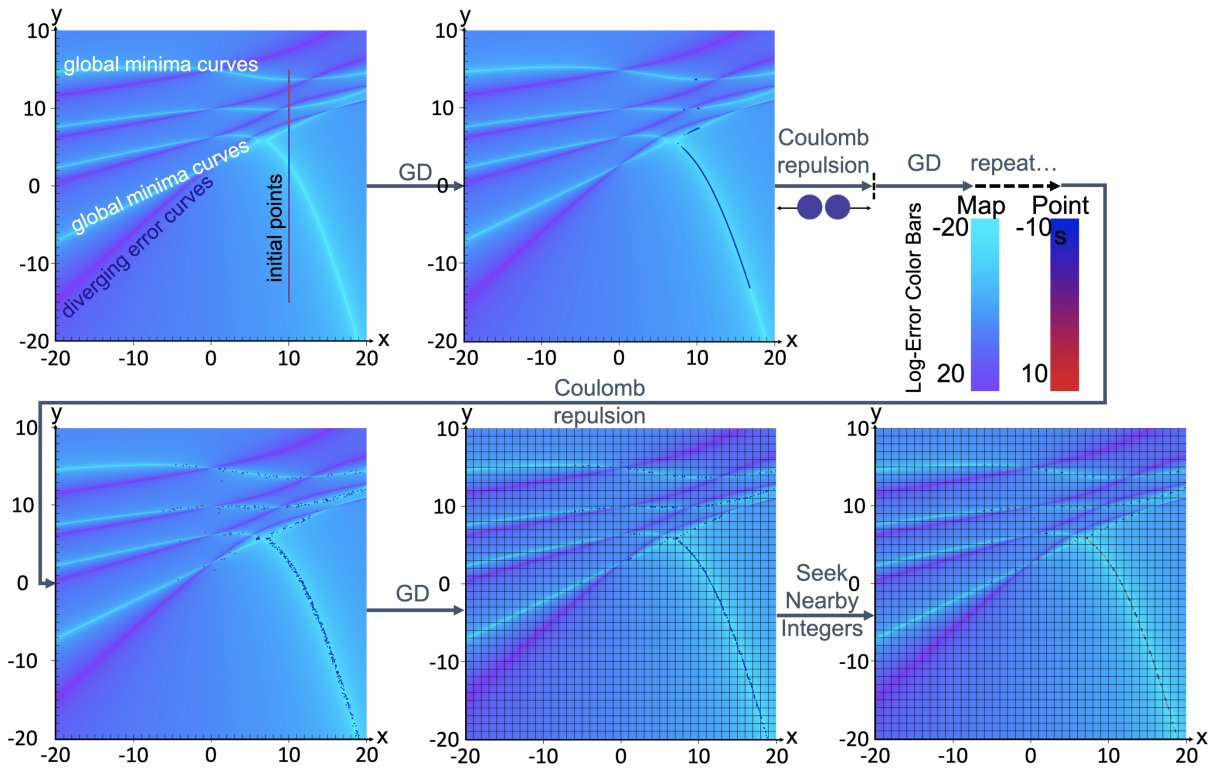 y
10
global minima curves
10
0
global minima curves
diverging error curves
initial points
-10
-20
-20 -10 0 10 20
x
GD
y
10
10
0
-10
-20
-20 -10 0 10 20
x
Coulomb
repulsion
GD
repeat...
Log-Error Color Bars
Map
-20
20
Points
-10
10
Coulomb
repulsion
y
10
10
0
-10
-20
-20 -10 0 10 20
x
GD
y
10
10
0
-10
-20
-20 -10 0 10 20
x
Seek
Nearby
Integers
y
10
10
0
-10
-20
-20 -10 0 10 20
x